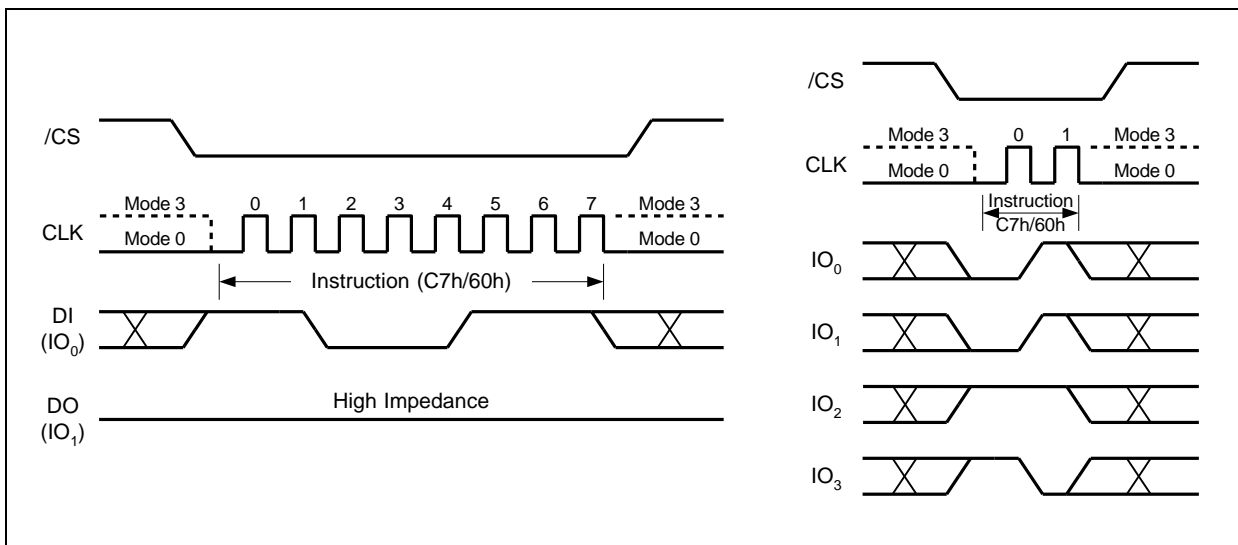 /CS
Mode 3
0 1 2 3 4 5 6 7
Mode 3
CLK
Mode 0
Mode 0
Instruction (C7h/60h)
DI
(IO0)
DO
(IO1)
High Impedance
/CS
Mode 3
0 1
Mode 3
CLK
Mode 0
Mode 0
Instruction
C7h/60h
IO0
IO1
IO2
IO3